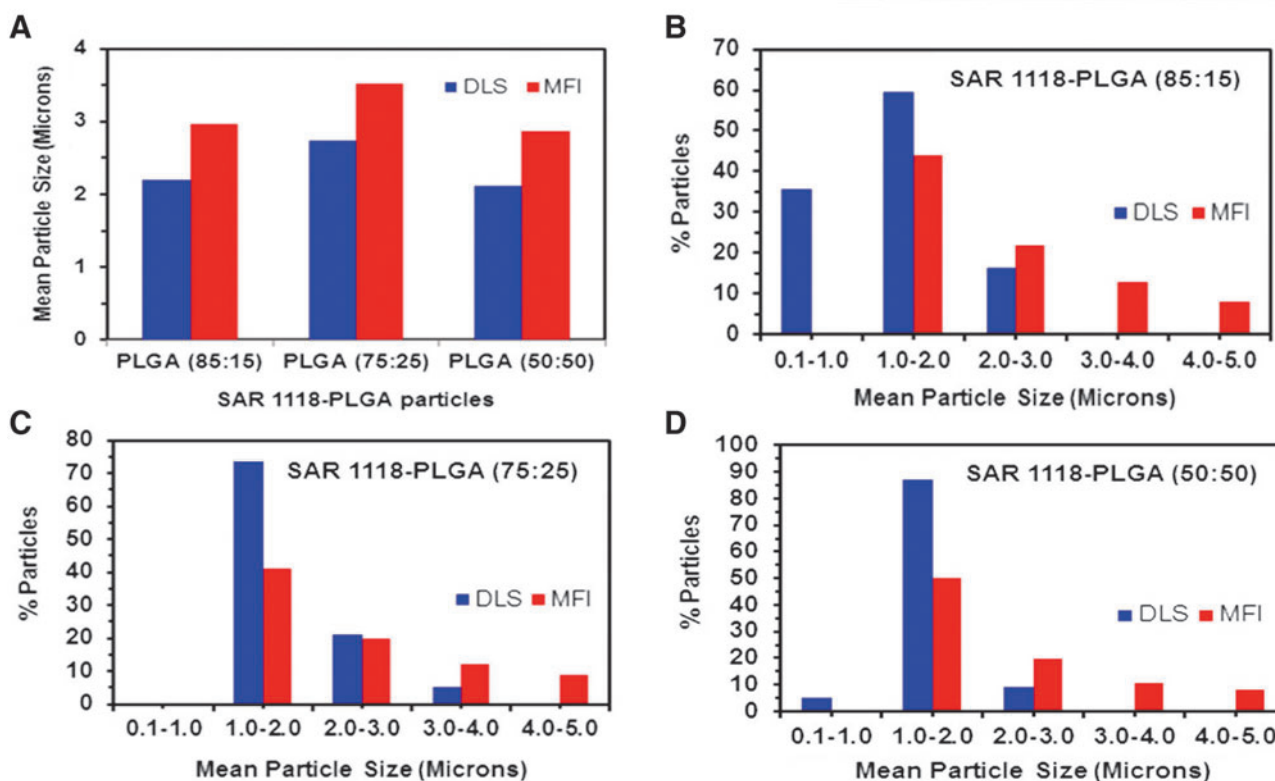 A
Mean Particle Size (Microns)
4
3
2
1
0
DLS MFI
PLGA (85:15) PLGA (75:25) PLGA (50:50)
SAR 1118-PLGA particles
B
% Particles
70
60
50
40
30
20
10
0
SAR 1118-PLGA (85:15)
DLS MFI
0.1-1.0 1.0-2.0 2.0-3.0 3.0-4.0 4.0-5.0
Mean Particle Size (Microns)
C
% Particles
80
70
60
50
40
30
20
10
0
SAR 1118-PLGA (75:25)
DLS MFI
0.1-1.0 1.0-2.0 2.0-3.0 3.0-4.0 4.0-5.0
Mean Particle Size (Microns)
D
% Particles
100
90
80
70
60
50
40
30
20
10
0
SAR 1118-PLGA (50:50)
DLS MFI
0.1-1.0 1.0-2.0 2.0-3.0 3.0-4.0 4.0-5.0
Mean Particle Size (Microns)